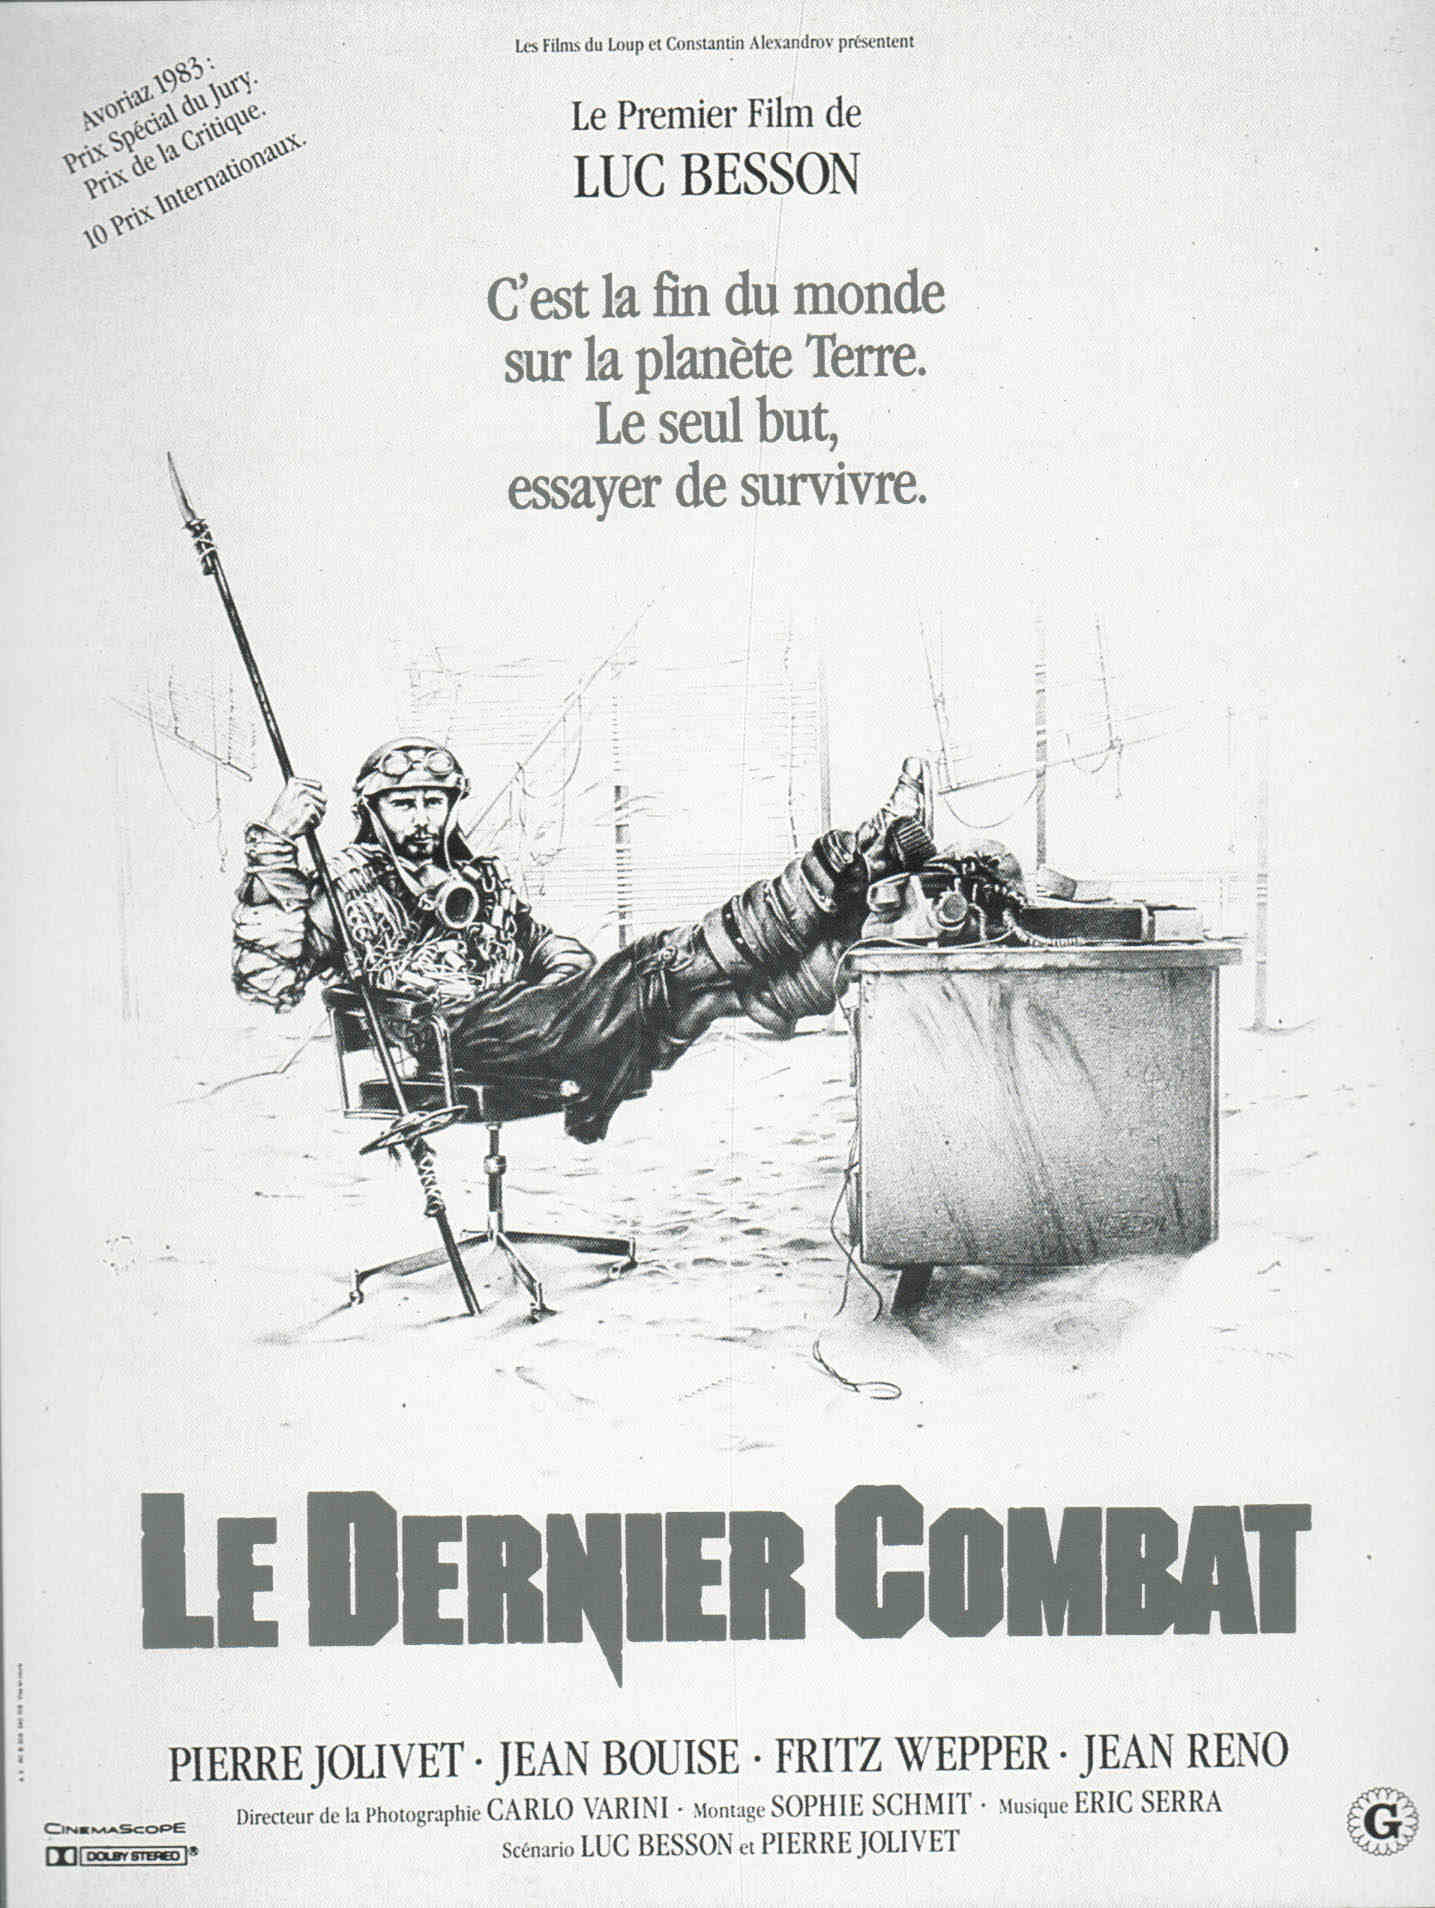 Les Films du Loup et Constantin Alexandrov présentent
Avoriaz 1983 :
Prix Spécial du Jury.
Prix de la Critique.
10 Prix Internationaux.
Le Premier Film de
LUC BESSON
C'est la fin du monde
sur la planète Terre.
Le seul but,
essayer de survivre.
LE DERNIER COMBAT
PIERRE JOLIVET · JEAN BOUISE · FRITZ WEPPER · JEAN RENO
Directeur de la Photographie CARLO VARINI · Montage SOPHIE SCHMIT · Musique ERIC SERRA
Scénario LUC BESSON et PIERRE JOLIVET
CINEMASCOPE
DOLBY STEREO ®
G